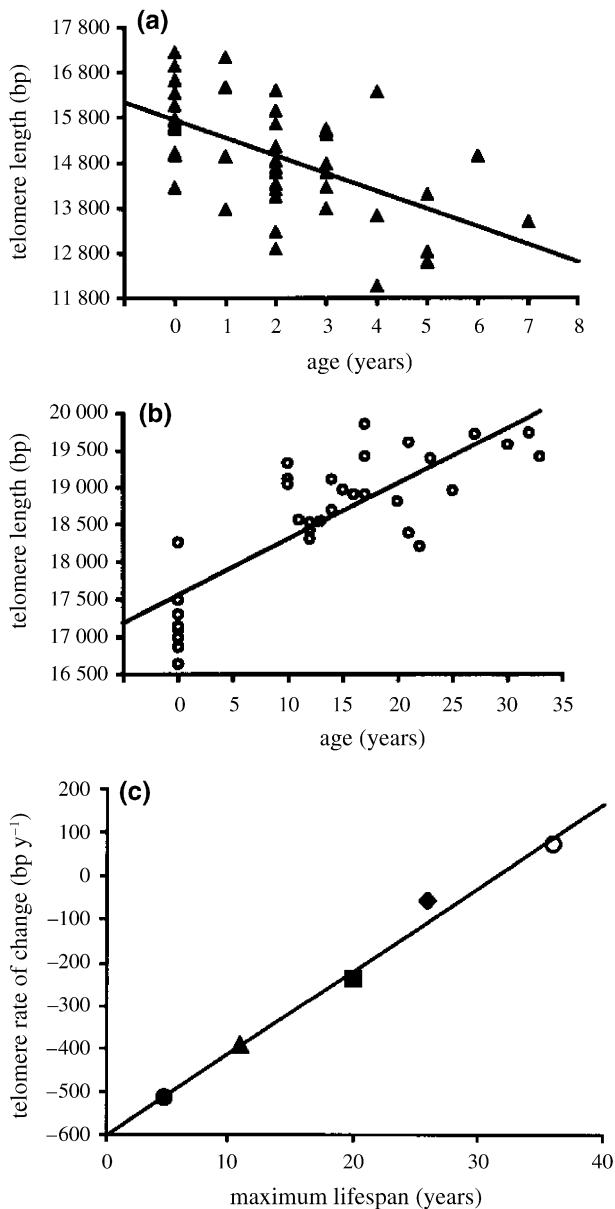 (a)
17 800
16 800
15 800
14 800
13 800
12 800
11 800
telomere length (bp)
0 1 2 3 4 5 6 7 8
age (years)
(b)
20 000
19 500
19 000
18 500
18 000
17 500
17 000
16 500
telomere length (bp)
0 5 10 15 20 25 30 35
age (years)
(c)
200
100
0
–100
–200
–300
–400
–500
–600
telomere rate of change (bp y⁻¹)
0 10 20 30 40
maximum lifespan (years)